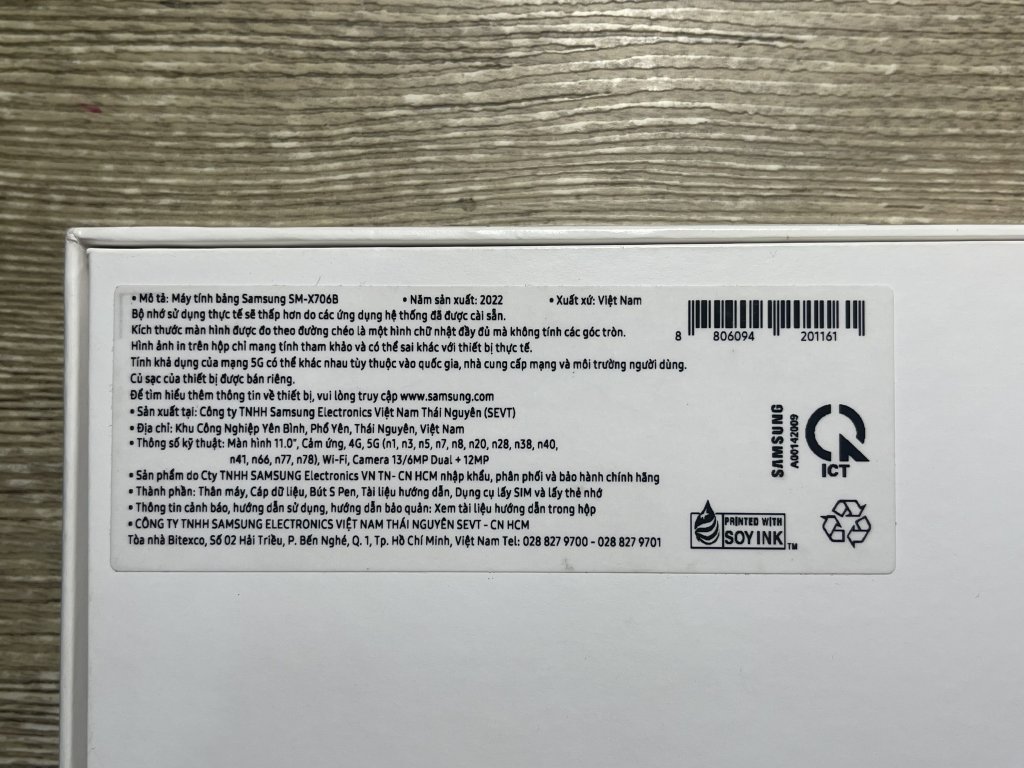 • Mô tả: Máy tính bảng Samsung SM-X706B • Năm sản xuất: 2022 • Xuất xứ: Việt Nam
Bộ nhớ sử dụng thực tế sẽ thấp hơn do các ứng dụng hệ thống đã được cài sẵn.
Kích thước màn hình được đo theo đường chéo là một hình chữ nhật đầy đủ mà không tính các góc tròn.
Hình ảnh in trên hộp chỉ mang tính tham khảo và có thể sai khác với thiết bị thực tế.
Tính khả dụng của mạng 5G có thể khác nhau tùy thuộc vào quốc gia, nhà cung cấp mạng và môi trường người dùng.
Củ sạc của thiết bị được bán riêng.
Để tìm hiểu thêm thông tin về thiết bị, vui lòng truy cập www.samsung.com
• Sản xuất tại: Công ty TNHH Samsung Electronics Việt Nam Thái Nguyên (SEVT)
• Địa chỉ: Khu Công Nghiệp Yên Bình, Phổ Yên, Thái Nguyên, Việt Nam
• Thông số kỹ thuật: Màn hình 11.0", Cảm ứng, 4G, 5G (n1, n3, n5, n7, n8, n20, n28, n38, n40,
n41, n66, n77, n78), Wi-Fi, Camera 13/6MP Dual + 12MP
• Sản phẩm do Cty TNHH SAMSUNG Electronics VN TN- CN HCM nhập khẩu, phân phối và bảo hành chính hãng
• Thành phần: Thân máy, Cáp dữ liệu, Bút S Pen, Tài liệu hướng dẫn, Dụng cụ lấy SIM và lấy thẻ nhớ
• Thông tin cảnh báo, hướng dẫn sử dụng, hướng dẫn bảo quản: Xem tài liệu hướng dẫn trong hộp
• CÔNG TY TNHH SAMSUNG ELECTRONICS VIỆT NAM THÁI NGUYÊN SEVT - CN HCM
Tòa nhà Bitexco, Số 02 Hải Triều, P. Bến Nghé, Q. 1, Tp. Hồ Chí Minh, Việt Nam Tel: 028 827 9700 - 028 827 9701
8 806094 201161
SAMSUNG
A00142009
ICT
PRINTED WITH
SOY INK TM